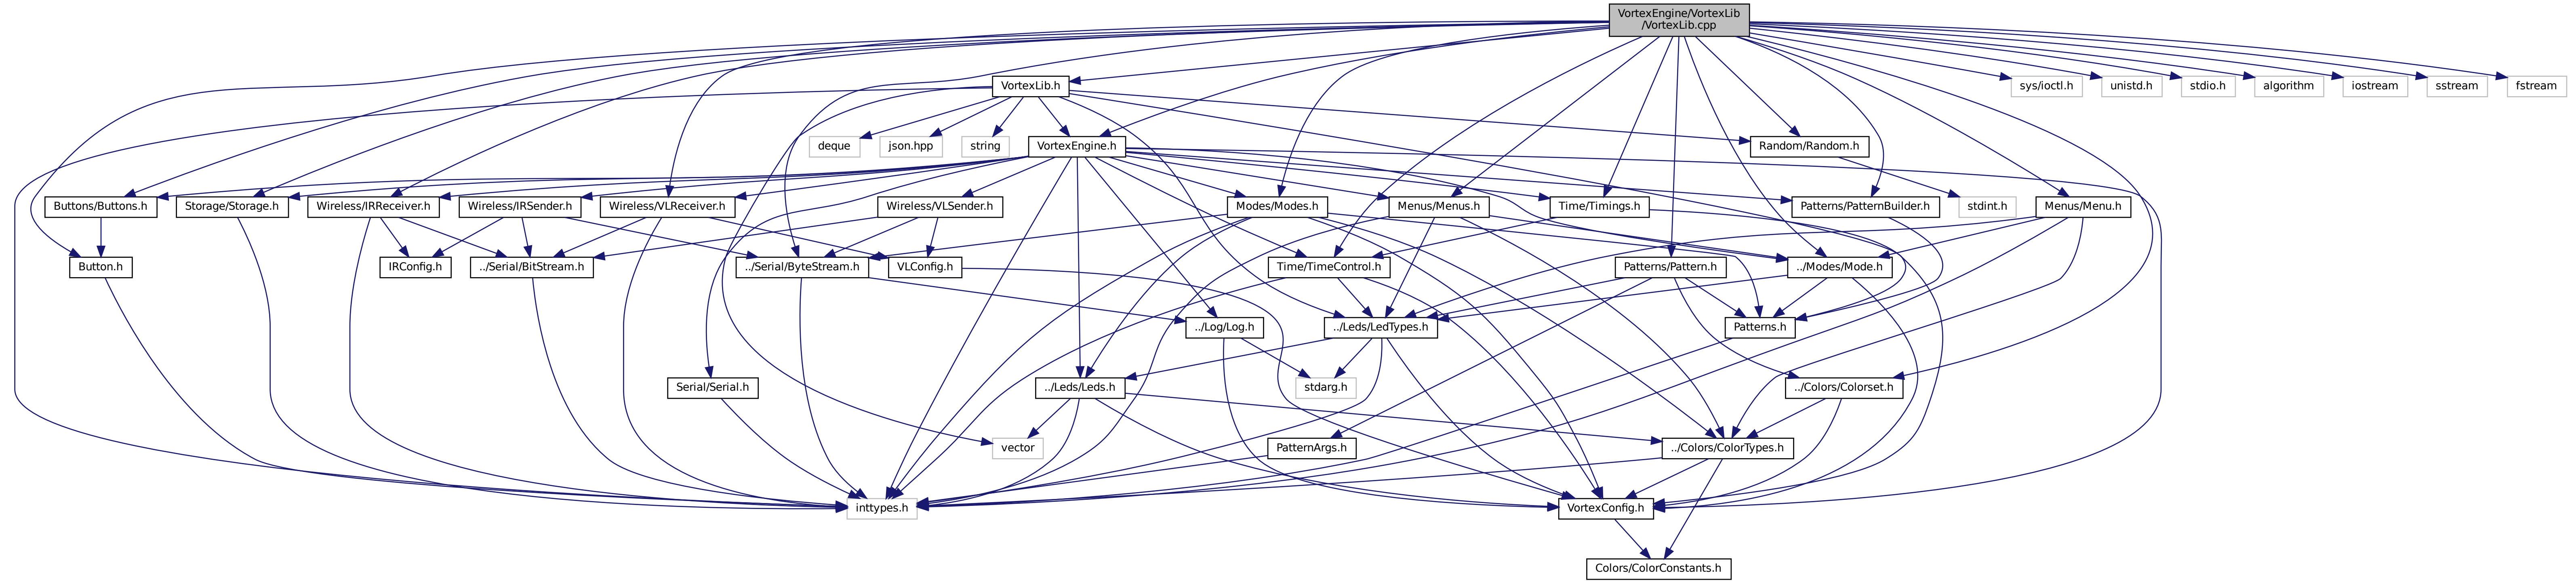 VortexEngine/VortexLib
/VortexLib.cpp
VortexLib.h
sys/ioctl.h
unistd.h
stdio.h
algorithm
iostream
sstream
fstream
deque
json.hpp
string
VortexEngine.h
Random/Random.h
Buttons/Buttons.h
Storage/Storage.h
Wireless/IRReceiver.h
Wireless/IRSender.h
Wireless/VLReceiver.h
Wireless/VLSender.h
Modes/Modes.h
Menus/Menus.h
Time/Timings.h
Patterns/PatternBuilder.h
stdint.h
Menus/Menu.h
Button.h
IRConfig.h
../Serial/BitStream.h
../Serial/ByteStream.h
VLConfig.h
Time/TimeControl.h
Patterns/Pattern.h
../Modes/Mode.h
../Log/Log.h
../Leds/LedTypes.h
Patterns.h
Serial/Serial.h
../Leds/Leds.h
stdarg.h
../Colors/Colorset.h
vector
PatternArgs.h
../Colors/ColorTypes.h
inttypes.h
VortexConfig.h
Colors/ColorConstants.h